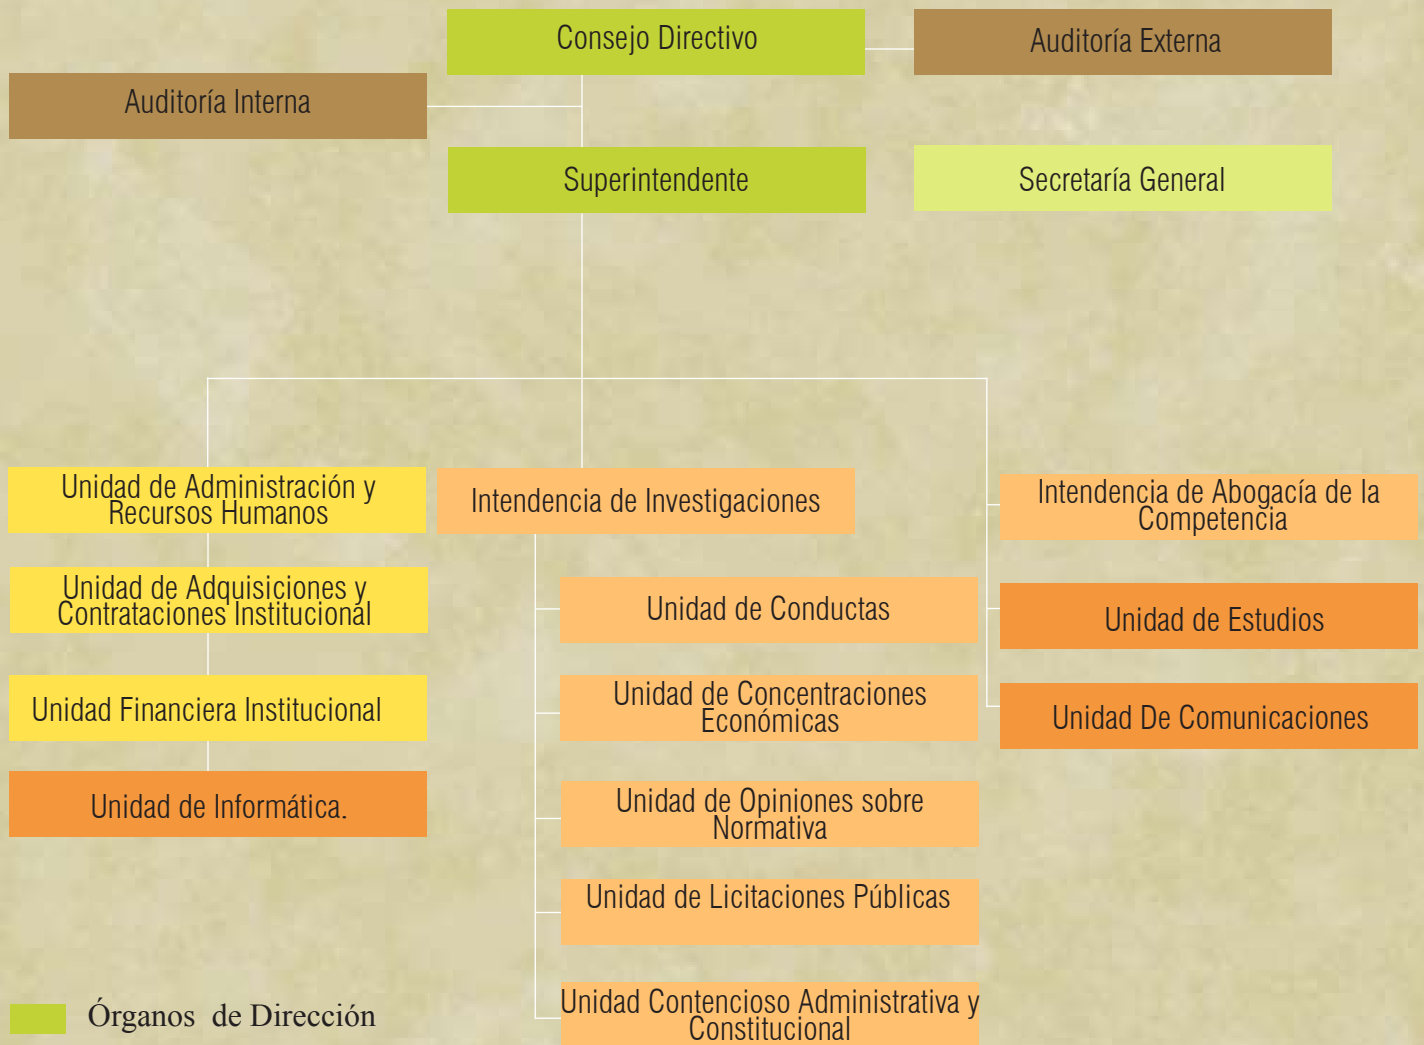 Consejo Directivo
Auditoría Externa
Auditoría Interna
Superintendente
Secretaría General
Unidad de Administración y
Recursos Humanos
Unidad de Adquisiciones y
Contrataciones Institucional
Unidad Financiera Institucional
Unidad de Informática.
Intendencia de Investigaciones
Unidad de Conductas
Unidad de Concentraciones
Económicas
Unidad de Opiniones sobre
Normativa
Unidad de Licitaciones Públicas
Unidad Contencioso Administrativa y
Constitucional
Intendencia de Abogacía de la
Competencia
Unidad de Estudios
Unidad De Comunicaciones
Órganos de Dirección